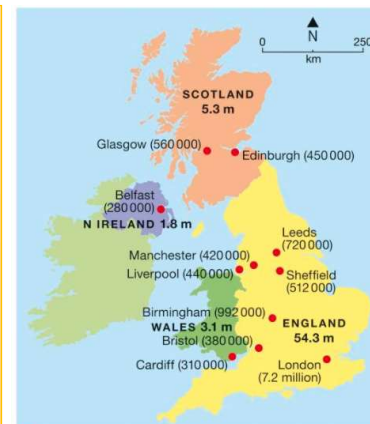 N
0 250
km
SCOTLAND
5.3 m
Glasgow (560 000)
Edinburgh (450 000)
Belfast
(280 000)
N IRELAND 1.8 m
Leeds
(720 000)
Manchester (420 000)
Liverpool (440 000)
Sheffield
(512 000)
Birmingham (992 000)
WALES 3.1 m
ENGLAND
54.3 m
Bristol (380 000)
Cardiff (310 000)
London
(7.2 million)